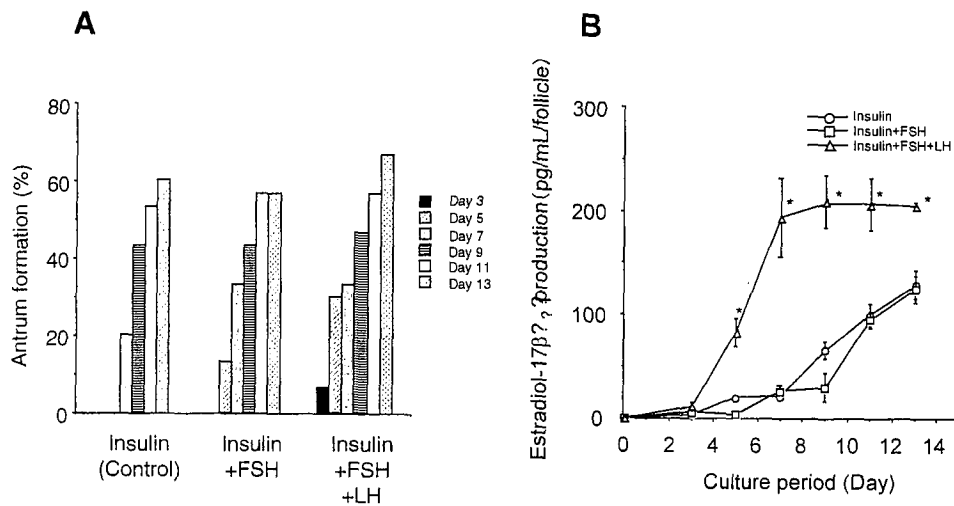 A
Antrum formation (%)
80
60
40
20
0
Insulin
(Control)
Insulin
+FSH
Insulin
+FSH
+LH
Day 3
Day 5
Day 7
Day 9
Day 11
Day 13
B
Estradiol-17β???production (pg/mL/follicle)
300
200
100
0
Insulin
Insulin+FSH
Insulin+FSH+LH
*
*
*
*
*
0 2 4 6 8 10 12 14
Culture period (Day)